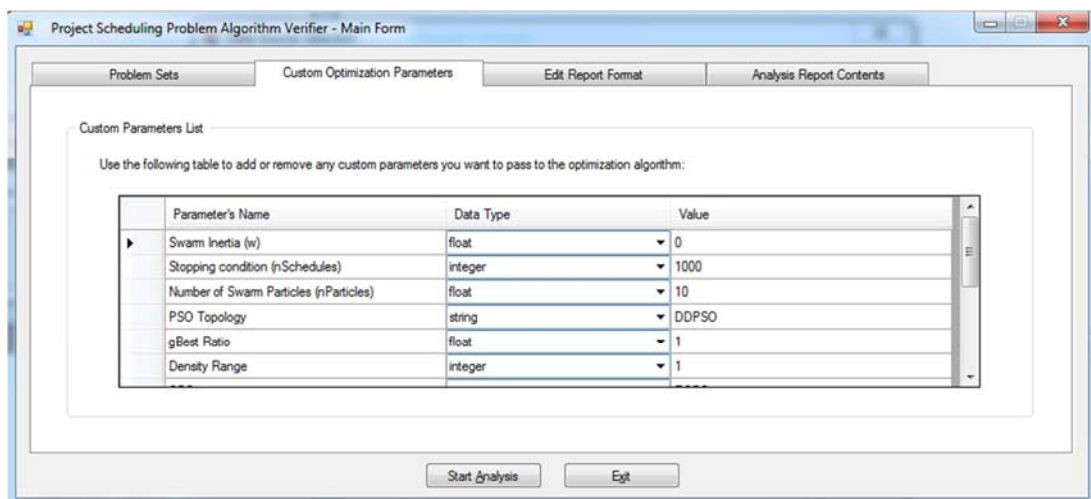 Project Scheduling Problem Algorithm Verifier - Main Form
Problem Sets Custom Optimization Parameters Edit Report Format Analysis Report Contents
Custom Parameters List
Use the following table to add or remove any custom parameters you want to pass to the optimization algorithm:
Parameter's Name Data Type Value
Swarm Inertia (w) float 0
Stopping condition (nSchedules) integer 1000
Number of Swarm Particles (nParticles) float 10
PSO Topology string DDPSO
gBest Ratio float 1
Density Range integer 1
Start Analysis Exit